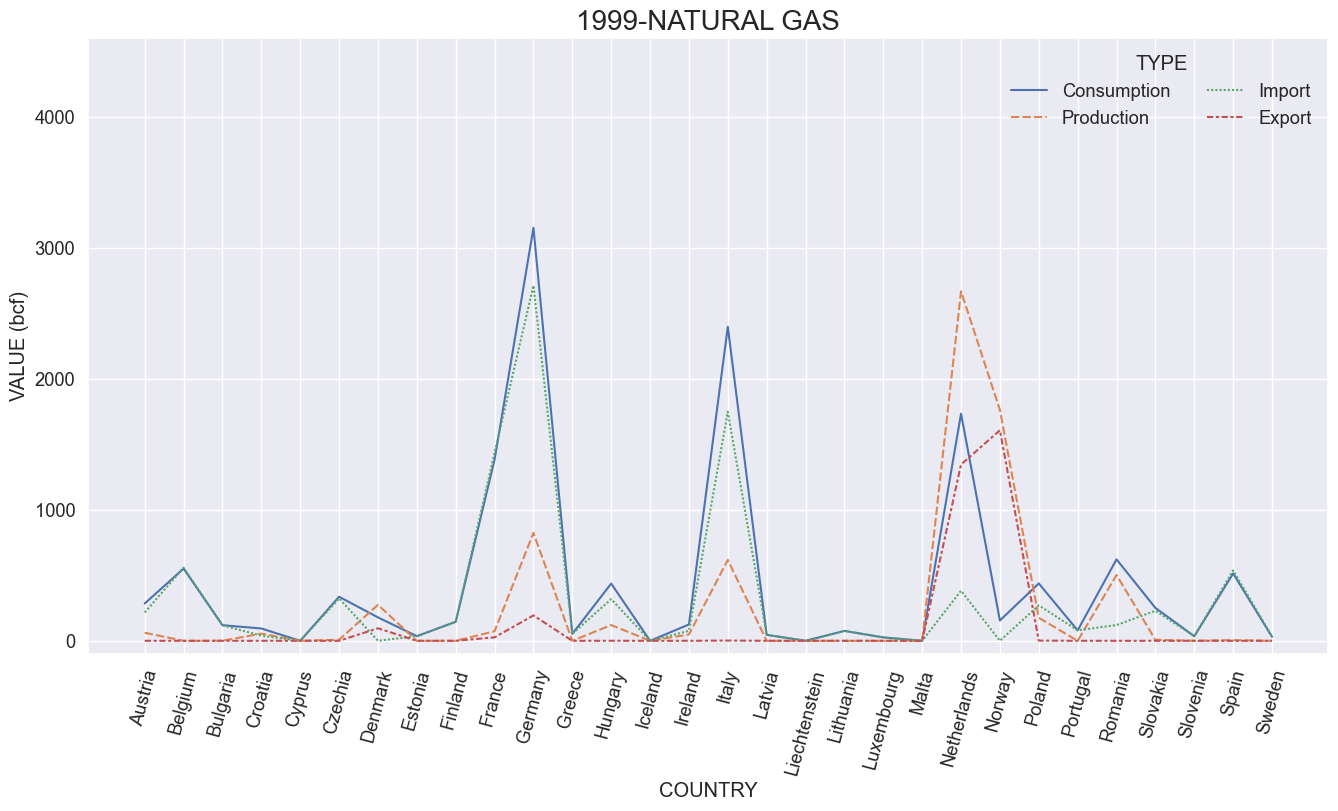 1999-NATURAL GAS
TYPE
Consumption
Production
Import
Export
VALUE (bcf)
4000
3000
2000
1000
0
Austria
Belgium
Bulgaria
Croatia
Cyprus
Czechia
Denmark
Estonia
Finland
France
Germany
Greece
Hungary
Iceland
Ireland
Italy
Latvia
Liechtenstein
Lithuania
Luxembourg
Malta
Netherlands
Norway
Poland
Portugal
Romania
Slovakia
Slovenia
Spain
Sweden
COUNTRY